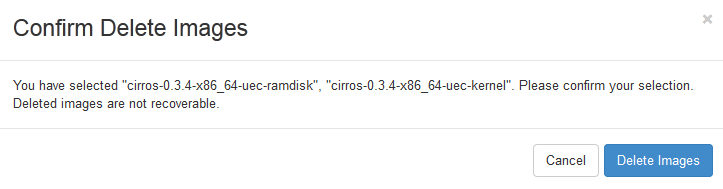 Confirm Delete Images
×
You have selected "cirros-0.3.4-x86_64-uec-ramdisk", "cirros-0.3.4-x86_64-uec-kernel". Please confirm your selection.
Deleted images are not recoverable.
Cancel
Delete Images